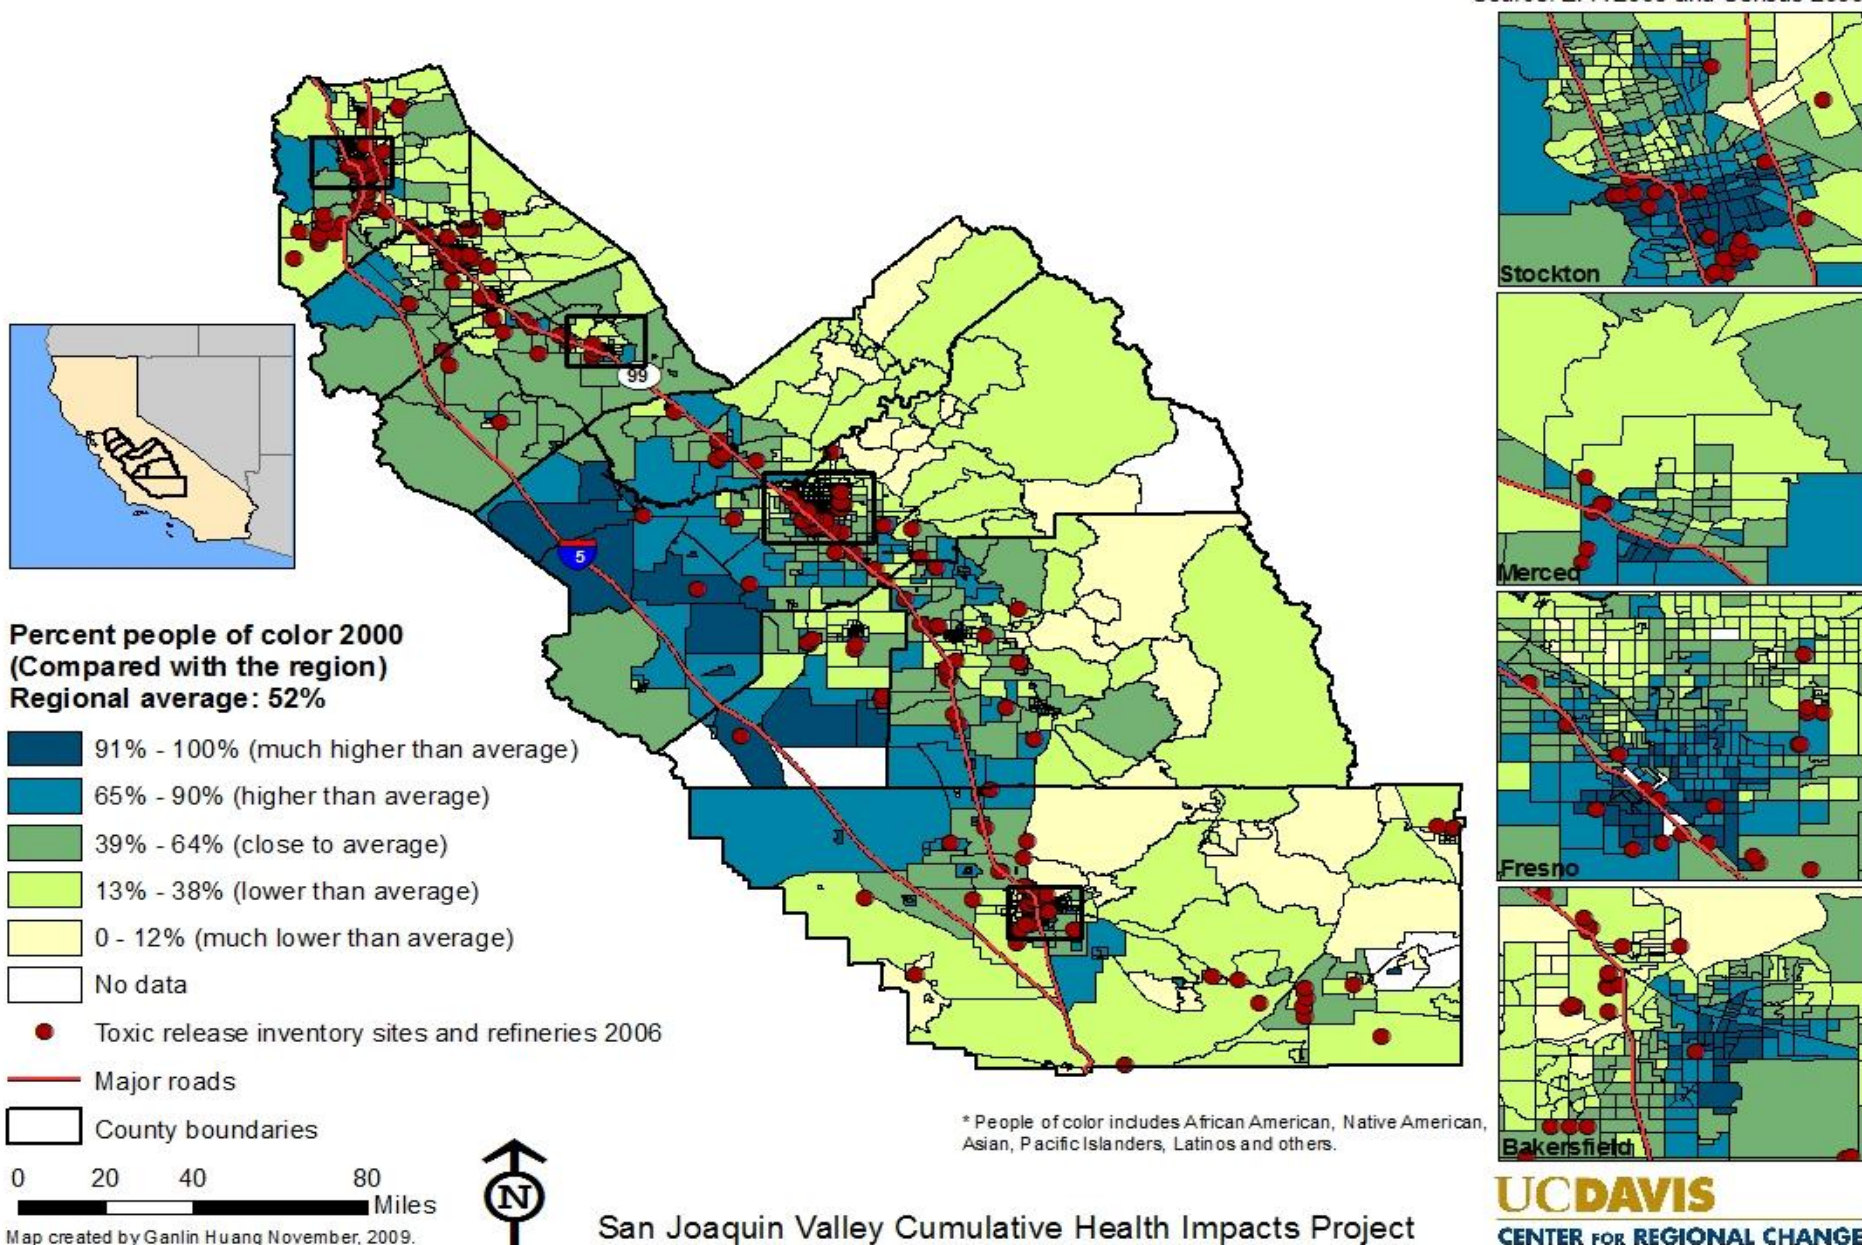 Stockton
99
5
Merced
Percent people of color 2000
(Compared with the region)
Regional average: 52%
91% - 100% (much higher than average)
65% - 90% (higher than average)
39% - 64% (close to average)
13% - 38% (lower than average)
0 - 12% (much lower than average)
No data
Toxic release inventory sites and refineries 2006
Major roads
County boundaries
Fresno
Bakersfield
* People of color includes African American, Native American,
Asian, Pacific Islanders, Latinos and others.
0 20 40 80
Miles
Map created by Ganlin Huang November, 2009.
N
San Joaquin Valley Cumulative Health Impacts Project
UCDAVIS
CENTER FOR REGIONAL CHANGE